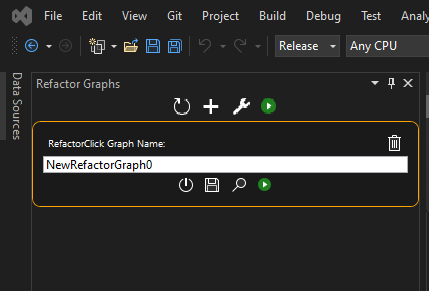 File Edit View Git Project Build Debug Test Analy
Release Any CPU
Data Sources
Refactor Graphs
RefactorClick Graph Name:
NewRefactorGraph0